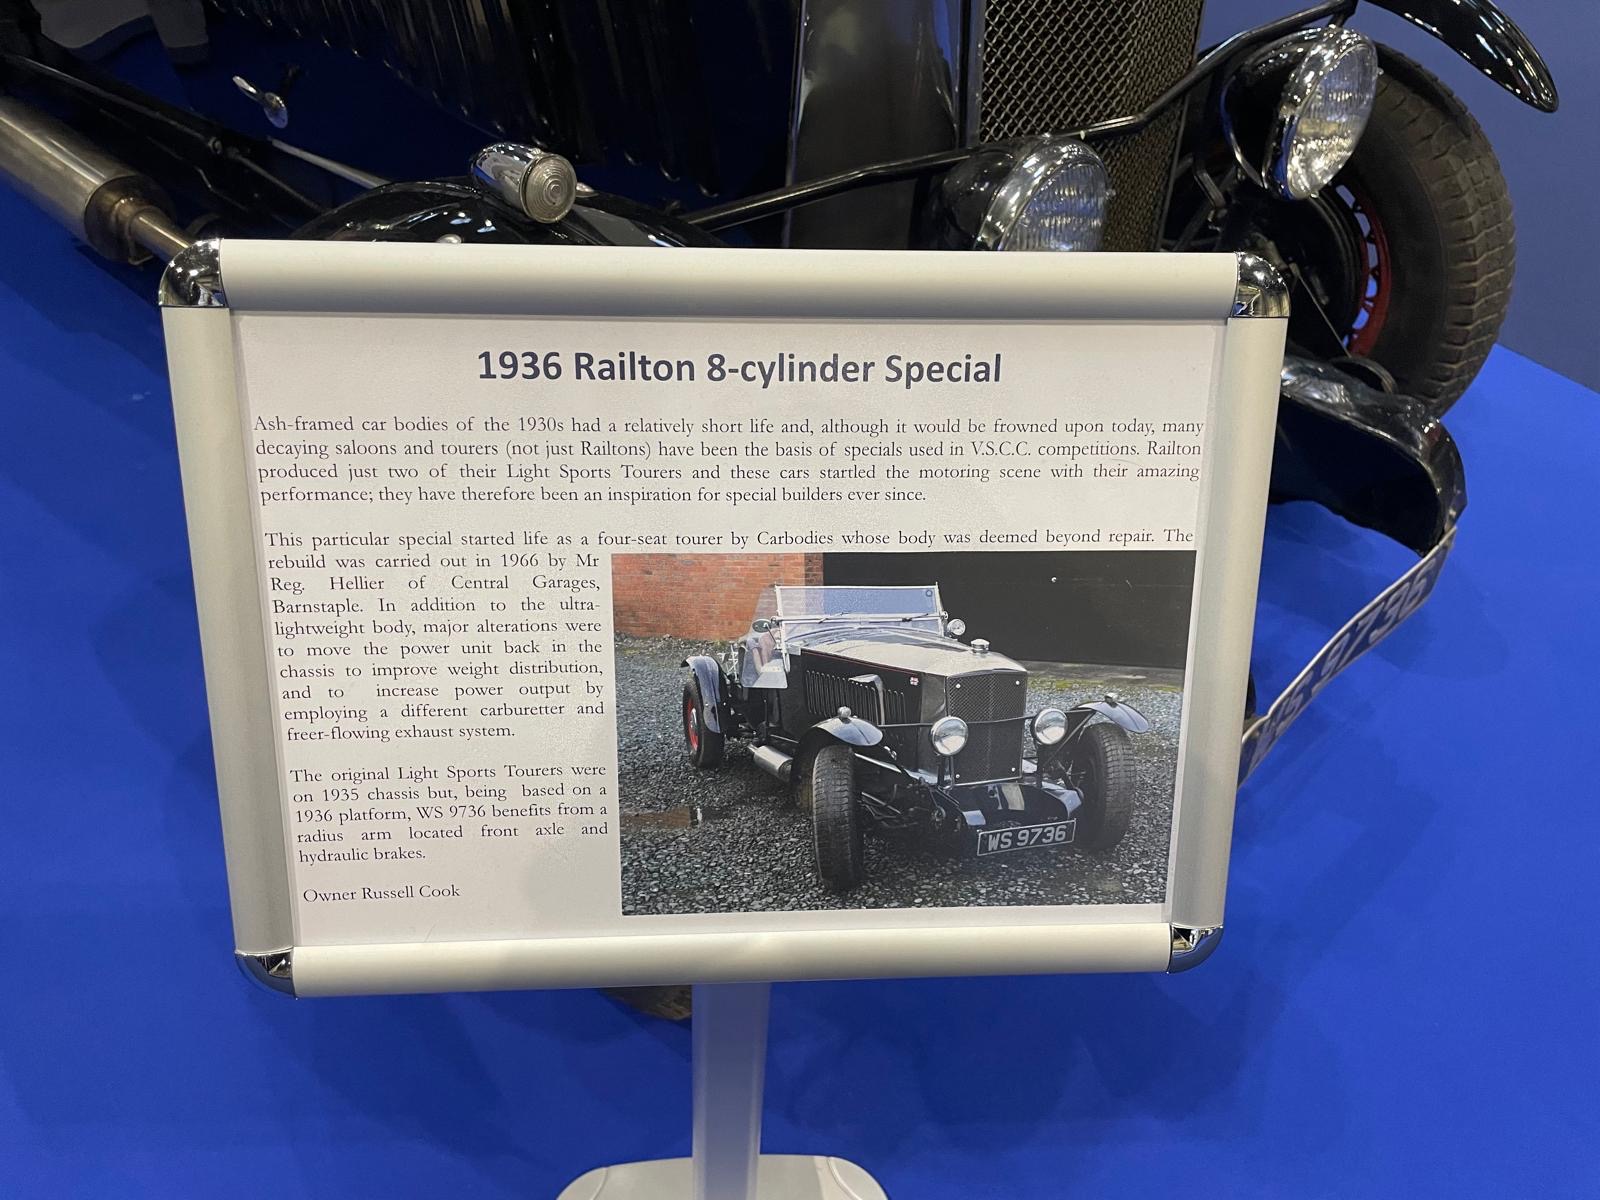 1936 Railton 8-cylinder Special
Ash-framed car bodies of the 1930s had a relatively short life and, although it would be frowned upon today, many
decaying saloons and tourers (not just Railtons) have been the basis of specials used in V.S.C.C. competitions. Railton
produced just two of their Light Sports Tourers and these cars startled the motoring scene with their amazing
performance; they have therefore been an inspiration for special builders ever since.
This particular special started life as a four-seat tourer by Carbodies whose body was deemed beyond repair. The
rebuild was carried out in 1966 by Mr
Reg. Hellier of Central Garages,
Barnstaple. In addition to the ultra-
lightweight body, major alterations were
to move the power unit back in the
chassis to improve weight distribution,
and to increase power output by
employing a different carburetter and
freer-flowing exhaust system.
The original Light Sports Tourers were
on 1935 chassis but, being based on a
1936 platform, WS 9736 benefits from a
radius arm located front axle and
hydraulic brakes.
Owner Russell Cook
WS 9736
WS 9736